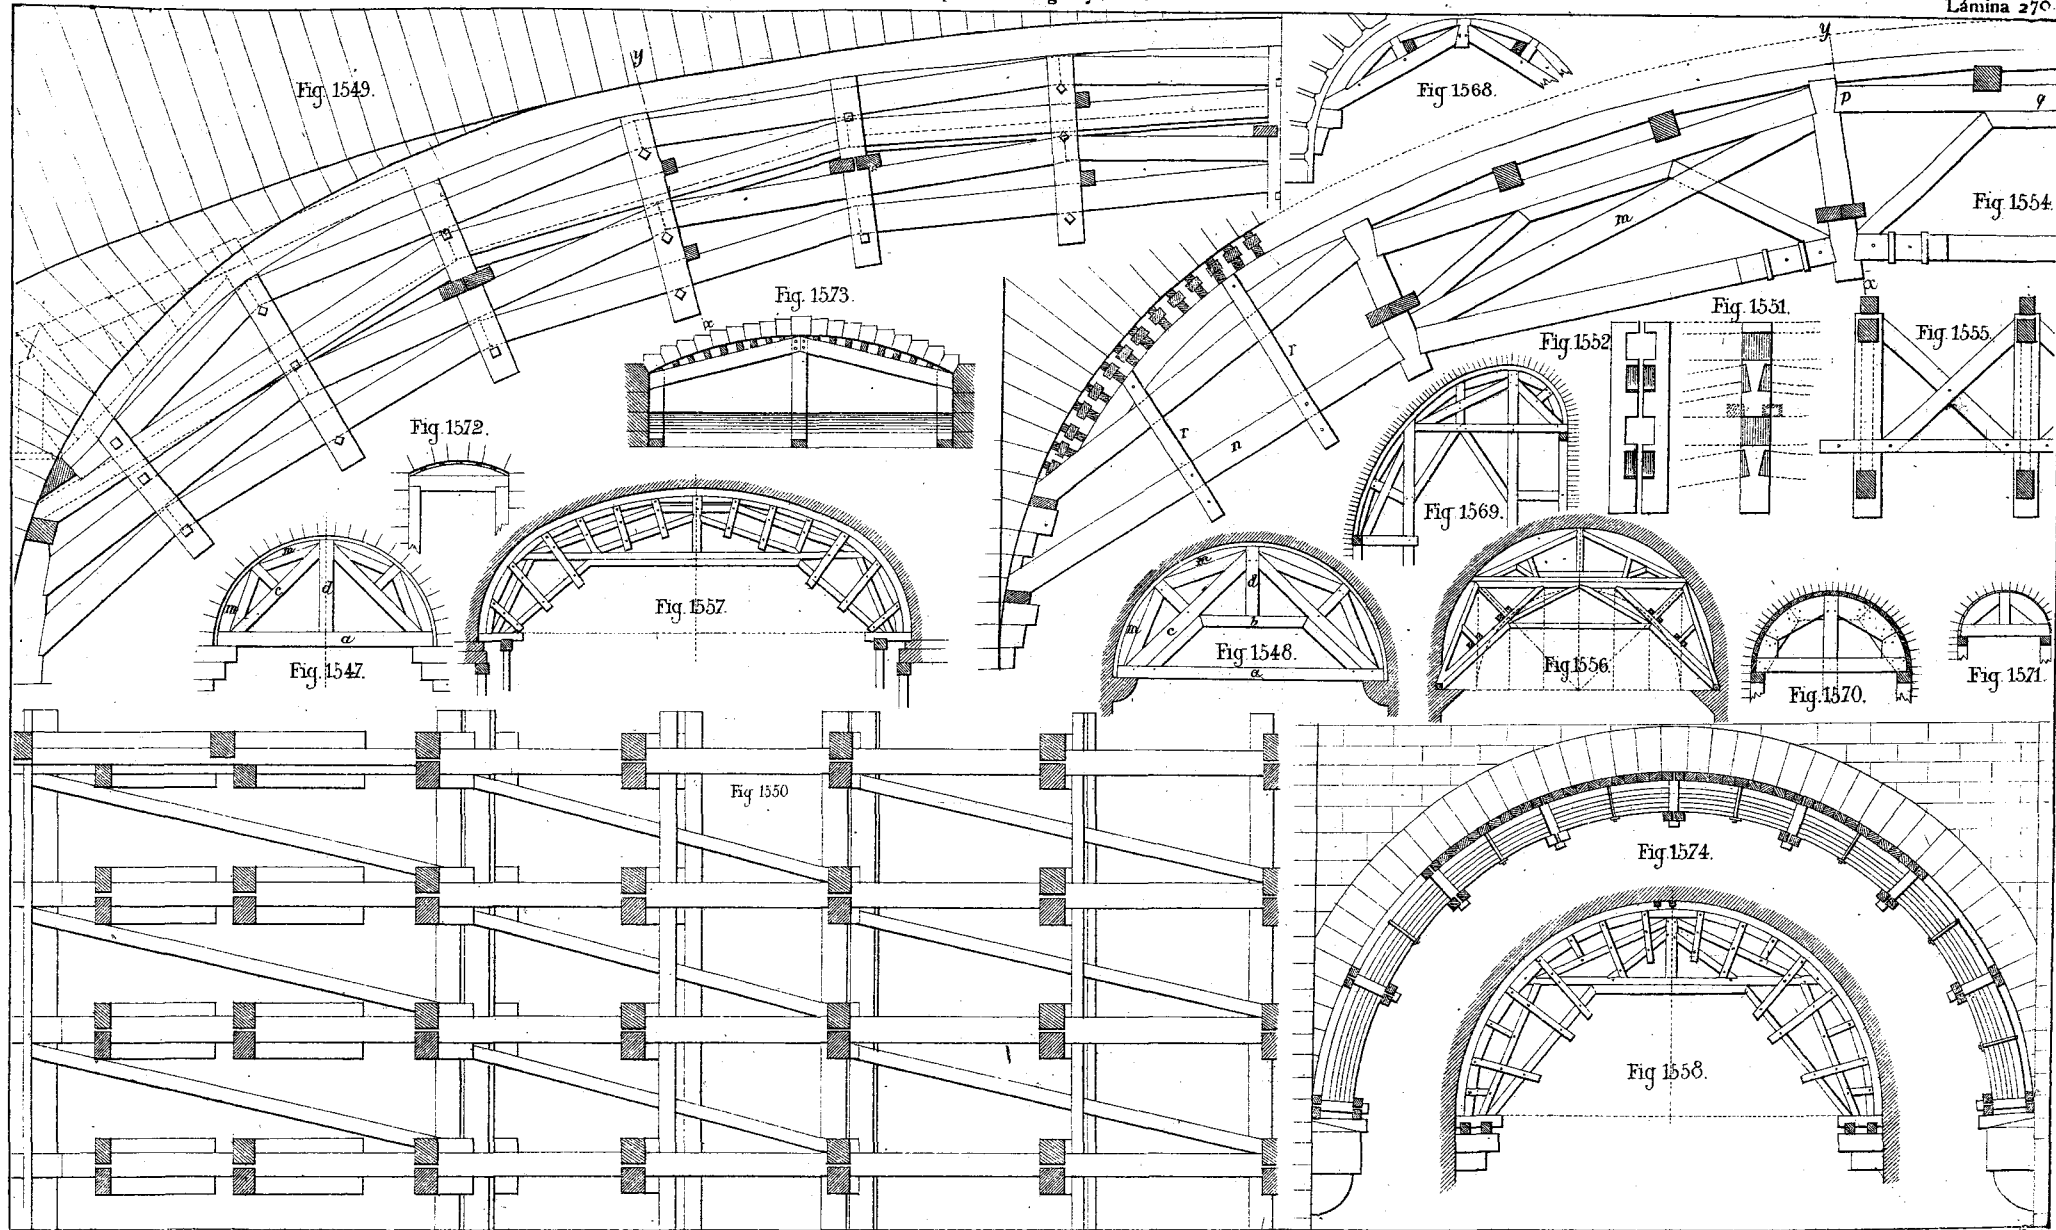 Lámina 270
Fig. 1549.
y
x
Fig 1568.
y
p
q
m
Fig. 1554.
x
Fig. 1573.
r
r
n
Fig. 1552
Fig. 1551.
Fig. 1555.
Fig. 1572.
Fig. 1569.
m
m
c
d
a
Fig. 1547.
Fig. 1557.
m
m
d
c
b
a
Fig. 1548.
Fig. 1556.
Fig. 1570.
Fig. 1571.
Fig 1550
Fig. 1574.
Fig 1558.